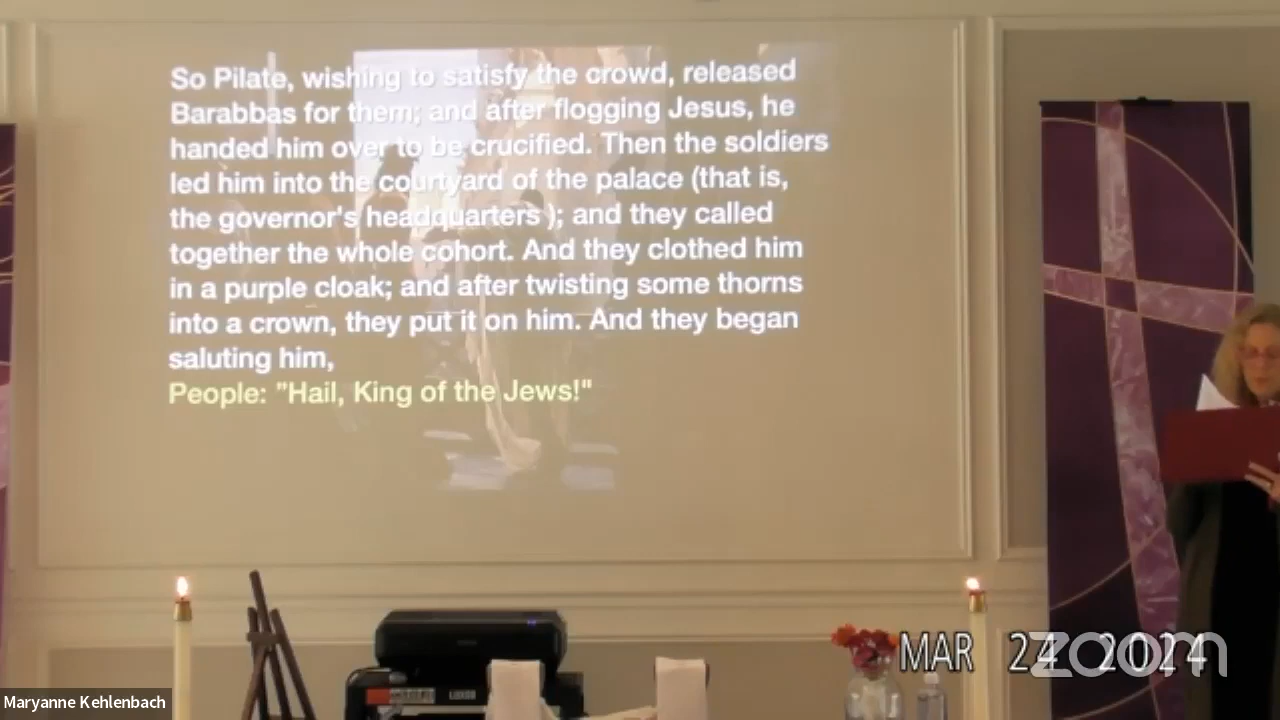 So Pilate, wishing to satisfy the crowd, released
Barabbas for them; and after flogging Jesus, he
handed him over to be crucified. Then the soldiers
led him into the courtyard of the palace (that is,
the governor's headquarters ); and they called
together the whole cohort. And they clothed him
in a purple cloak; and after twisting some thorns
into a crown, they put it on him. And they began
saluting him,
People: "Hail, King of the Jews!"
MAR 24 2024
zoom
Maryanne Kehlenbach